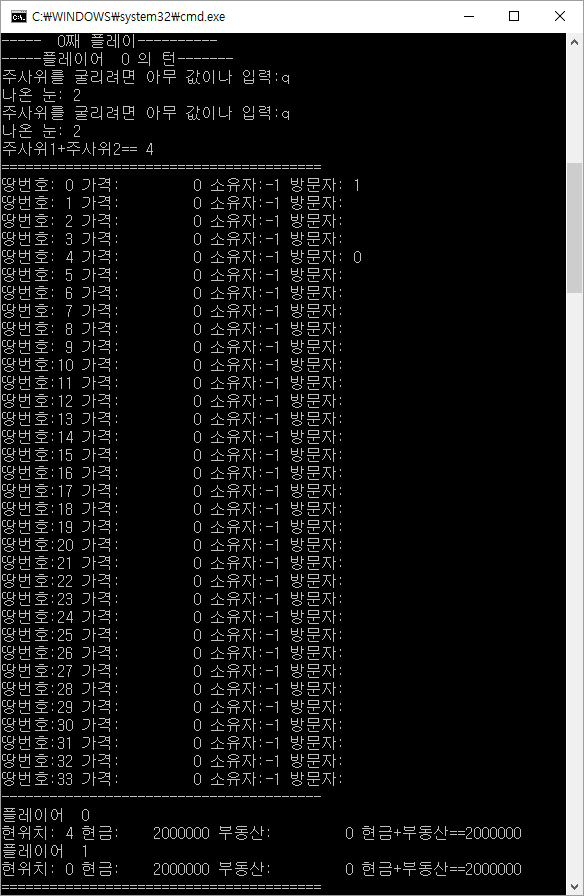 C:₩WINDOWS₩system32₩cmd.exe
-----  0째 플레이----------
-----플레이어  0 의 턴-------
주사위를 굴리려면 아무 값이나 입력:q
나온 눈: 2
주사위를 굴리려면 아무 값이나 입력:q
나온 눈: 2
주사위1+주사위2== 4
========================================
땅번호: 0 가격:         0 소유자:-1 방문자: 1
땅번호: 1 가격:         0 소유자:-1 방문자:
땅번호: 2 가격:         0 소유자:-1 방문자:
땅번호: 3 가격:         0 소유자:-1 방문자:
땅번호: 4 가격:         0 소유자:-1 방문자: 0
땅번호: 5 가격:         0 소유자:-1 방문자:
땅번호: 6 가격:         0 소유자:-1 방문자:
땅번호: 7 가격:         0 소유자:-1 방문자:
땅번호: 8 가격:         0 소유자:-1 방문자:
땅번호: 9 가격:         0 소유자:-1 방문자:
땅번호:10 가격:         0 소유자:-1 방문자:
땅번호:11 가격:         0 소유자:-1 방문자:
땅번호:12 가격:         0 소유자:-1 방문자:
땅번호:13 가격:         0 소유자:-1 방문자:
땅번호:14 가격:         0 소유자:-1 방문자:
땅번호:15 가격:         0 소유자:-1 방문자:
땅번호:16 가격:         0 소유자:-1 방문자:
땅번호:17 가격:         0 소유자:-1 방문자:
땅번호:18 가격:         0 소유자:-1 방문자:
땅번호:19 가격:         0 소유자:-1 방문자:
땅번호:20 가격:         0 소유자:-1 방문자:
땅번호:21 가격:         0 소유자:-1 방문자:
땅번호:22 가격:         0 소유자:-1 방문자:
땅번호:23 가격:         0 소유자:-1 방문자:
땅번호:24 가격:         0 소유자:-1 방문자:
땅번호:25 가격:         0 소유자:-1 방문자:
땅번호:26 가격:         0 소유자:-1 방문자:
땅번호:27 가격:         0 소유자:-1 방문자:
땅번호:28 가격:         0 소유자:-1 방문자:
땅번호:29 가격:         0 소유자:-1 방문자:
땅번호:30 가격:         0 소유자:-1 방문자:
땅번호:31 가격:         0 소유자:-1 방문자:
땅번호:32 가격:         0 소유자:-1 방문자:
땅번호:33 가격:         0 소유자:-1 방문자:
----------------------------------------
플레이어  0
현위치: 4 현금:    2000000 부동산:         0 현금+부동산==2000000
플레이어  1
현위치: 0 현금:    2000000 부동산:         0 현금+부동산==2000000
========================================